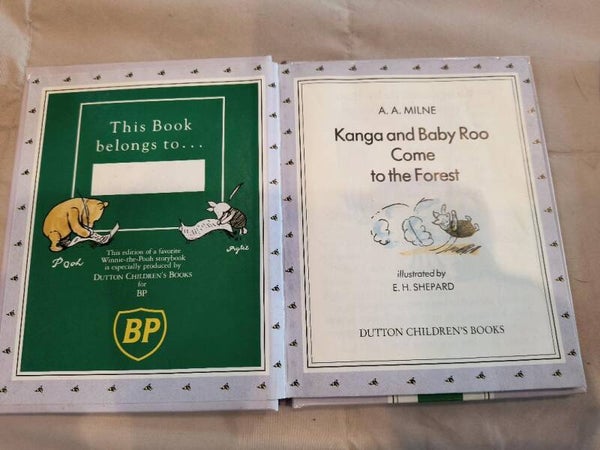 This Book
belongs to...
Pooh
This edition of a favorite
Winnie-the-Pooh storybook
is especially produced by
DUTTON CHILDREN'S BOOKS
for
BP
BP
A. A. MILNE
Kanga and Baby Roo
Come
to the Forest
illustrated by
E. H. SHEPARD
DUTTON CHILDREN'S BOOKS